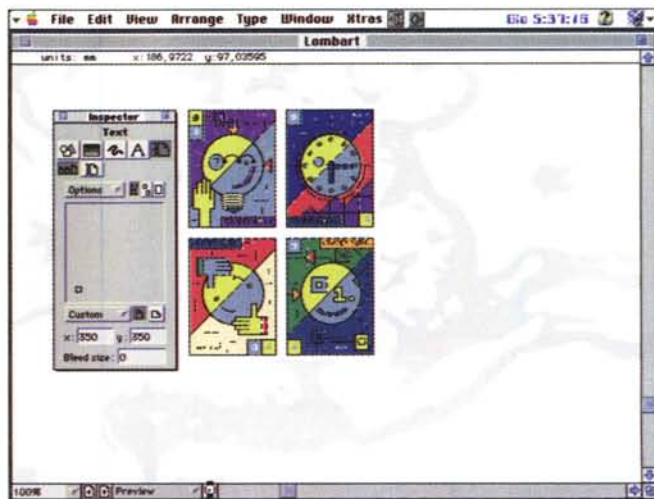 File Edit View Arrange Type Window Xtras Gio 5:37:15
Lombart
units: mm x:186,9722 y:97,03595
Inspector
Text
Options
Custom
x: 350 y: 350
Bleed size: 0
100% Preview